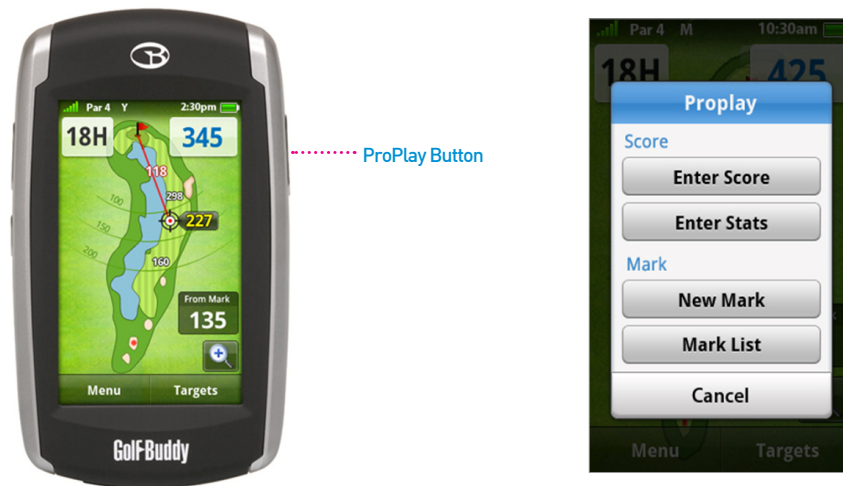 Par 4 Y 2:30pm
18H 345
118
100
298
150
227
200
160
From Mark
135
Menu Targets
GolfBuddy
ProPlay Button
Par 4 M 10:30am
18H 425
Proplay
Score
Enter Score
Enter Stats
Mark
New Mark
Mark List
Cancel
Menu Targets